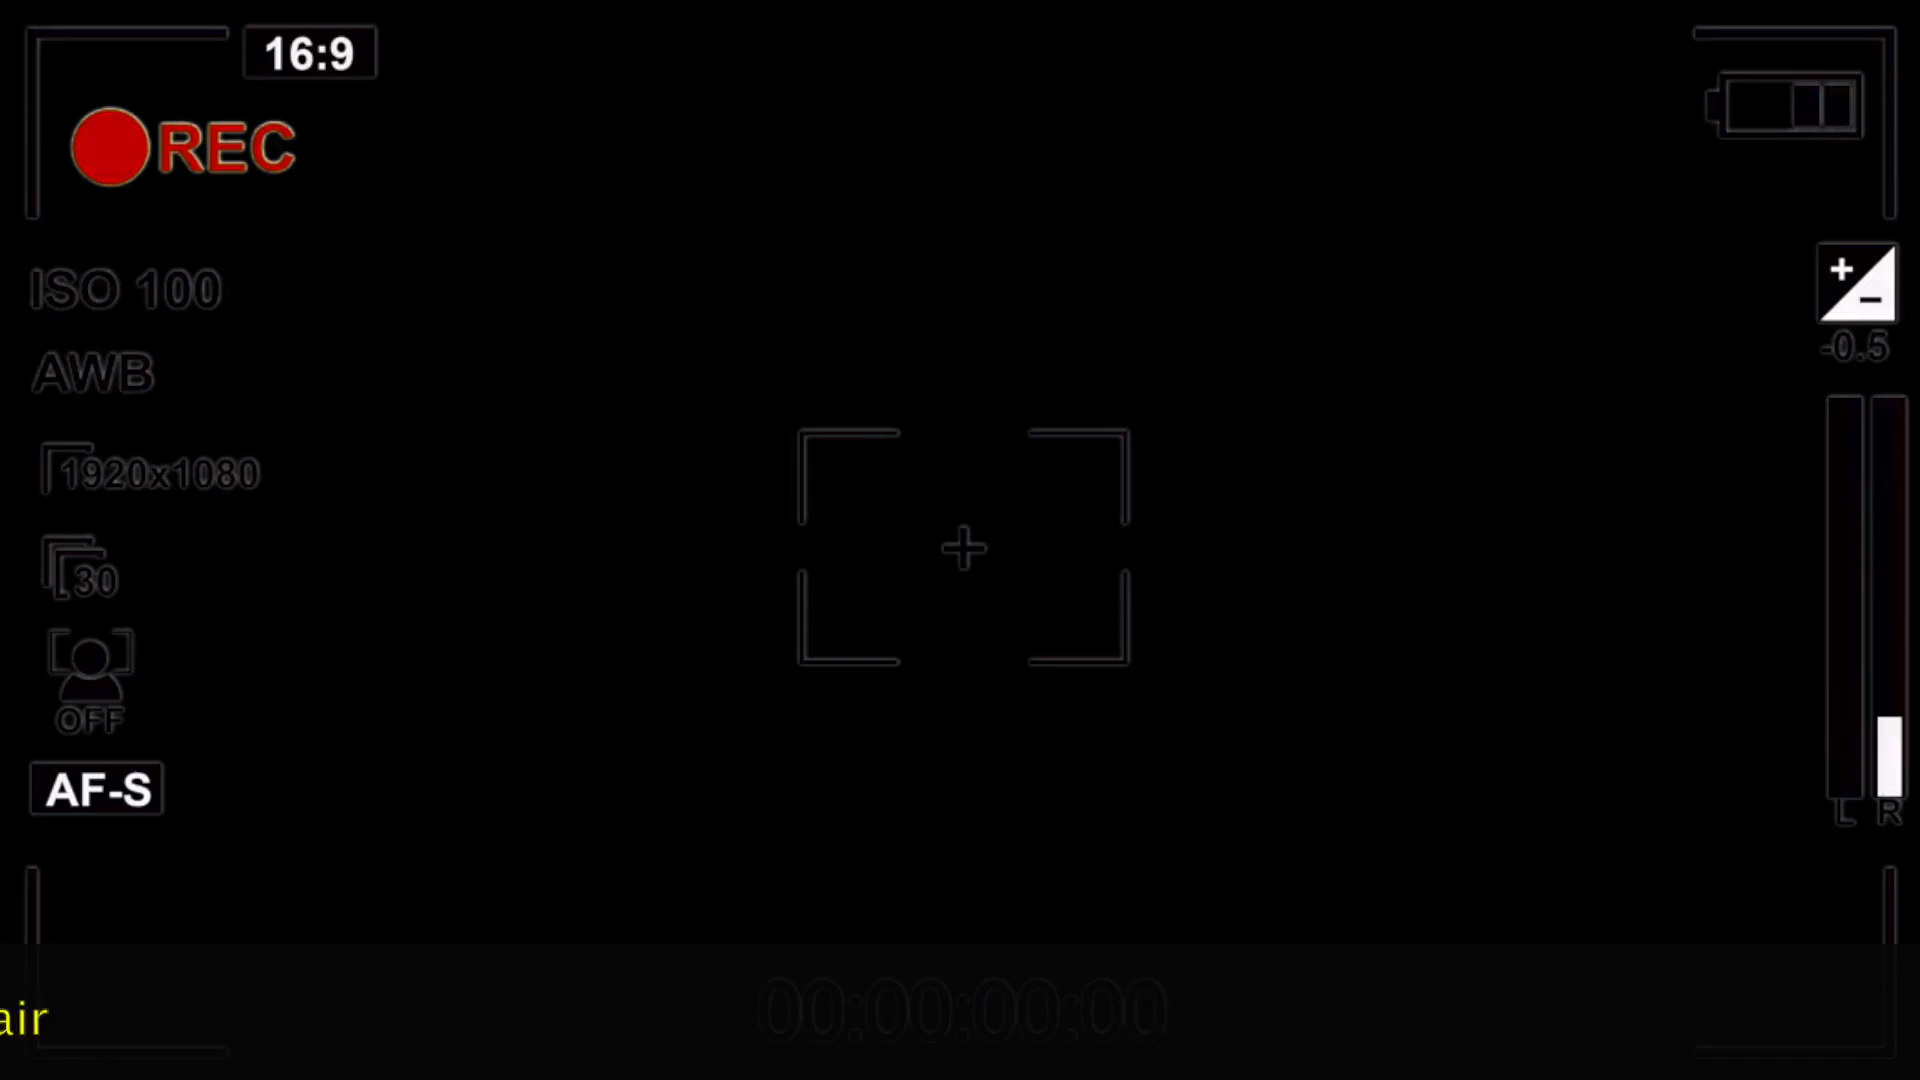 16:9
REC
ISO 100
+
-
-0.5
AWB
1920x1080
30
OFF
AF-S
L R
00:00:00:00
air